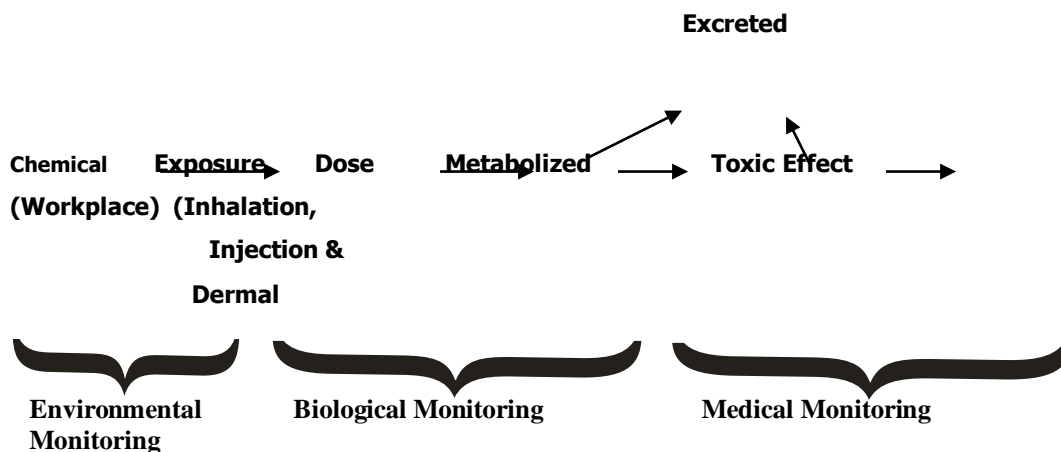 Excreted
Chemical Exposure Dose Metabolized Toxic Effect
(Workplace) (Inhalation,
Injection &
Dermal
Environmental Biological Monitoring Medical Monitoring
Monitoring